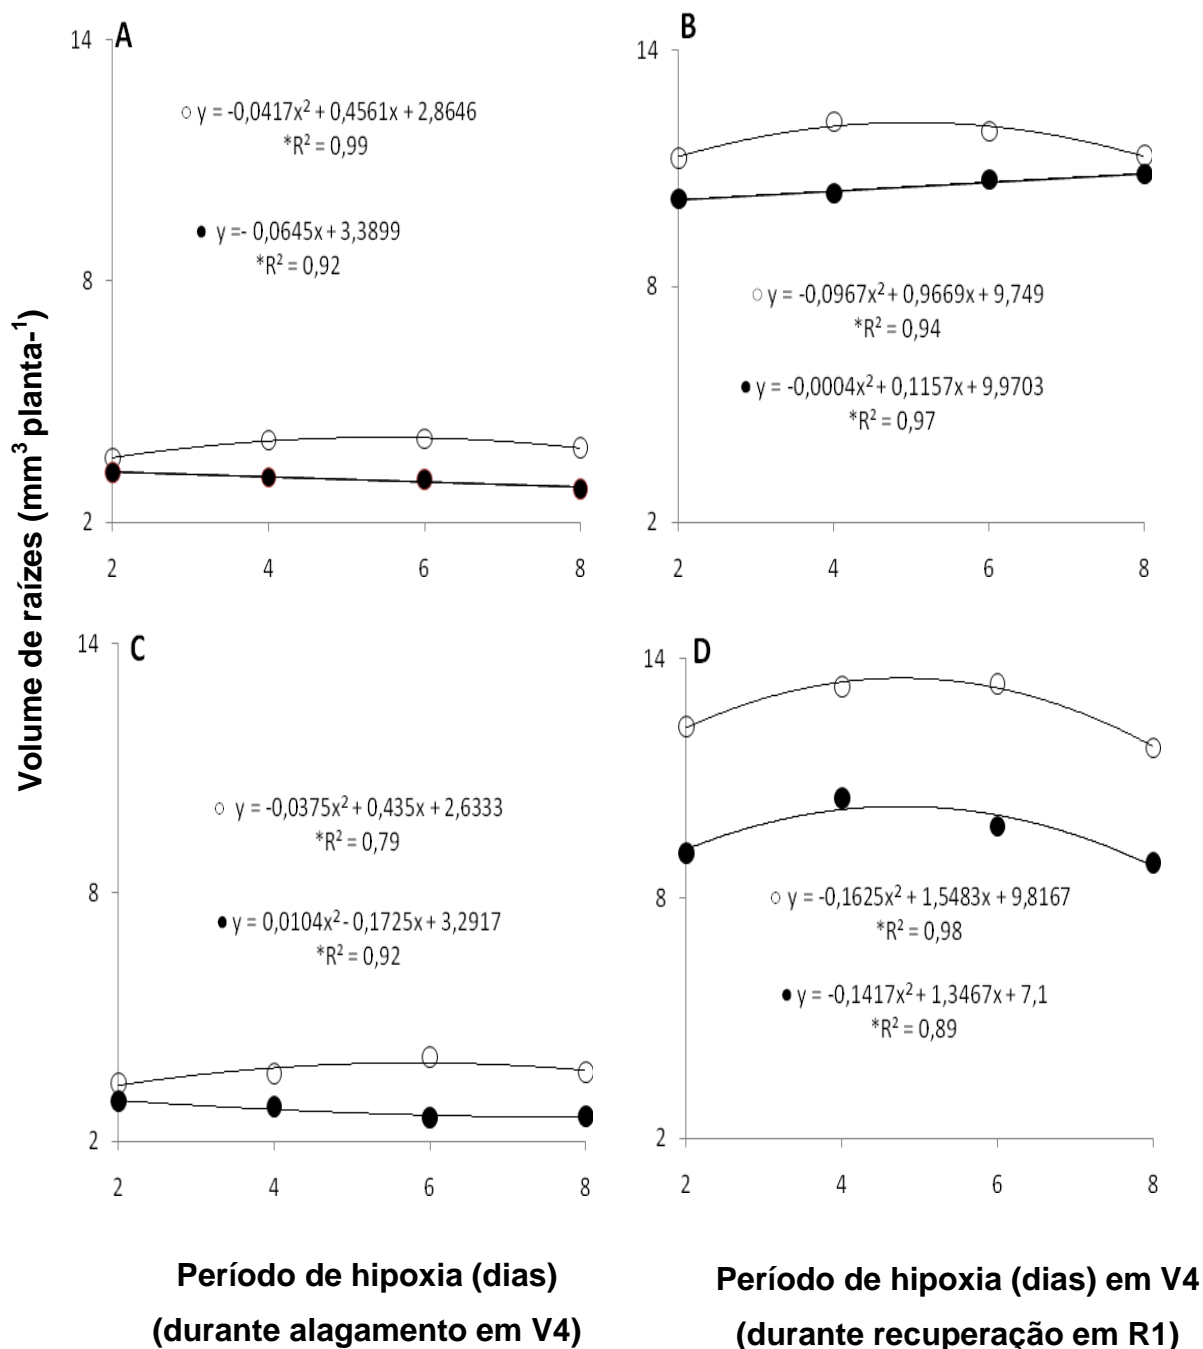 Volume de raízes (mm³ planta-¹)
A
14
y = -0,0417x² + 0,4561x + 2,8646
*R² = 0,99
y =- 0,0645x + 3,3899
*R² = 0,92
8
2
2 4 6 8
B
14
8
y = -0,0967x² + 0,9669x + 9,749
*R² = 0,94
y = -0,0004x² + 0,1157x + 9,9703
*R² = 0,97
2
2 4 6 8
C
14
y = -0,0375x² + 0,435x + 2,6333
*R² = 0,79
8
y = 0,0104x² - 0,1725x + 3,2917
*R² = 0,92
2
2 4 6 8
D
14
8
y = -0,1625x² + 1,5483x + 9,8167
*R² = 0,98
y = -0,1417x² + 1,3467x + 7,1
*R² = 0,89
2
2 4 6 8
Período de hipoxia (dias)
(durante alagamento em V4)
Período de hipoxia (dias) em V4
(durante recuperação em R1)